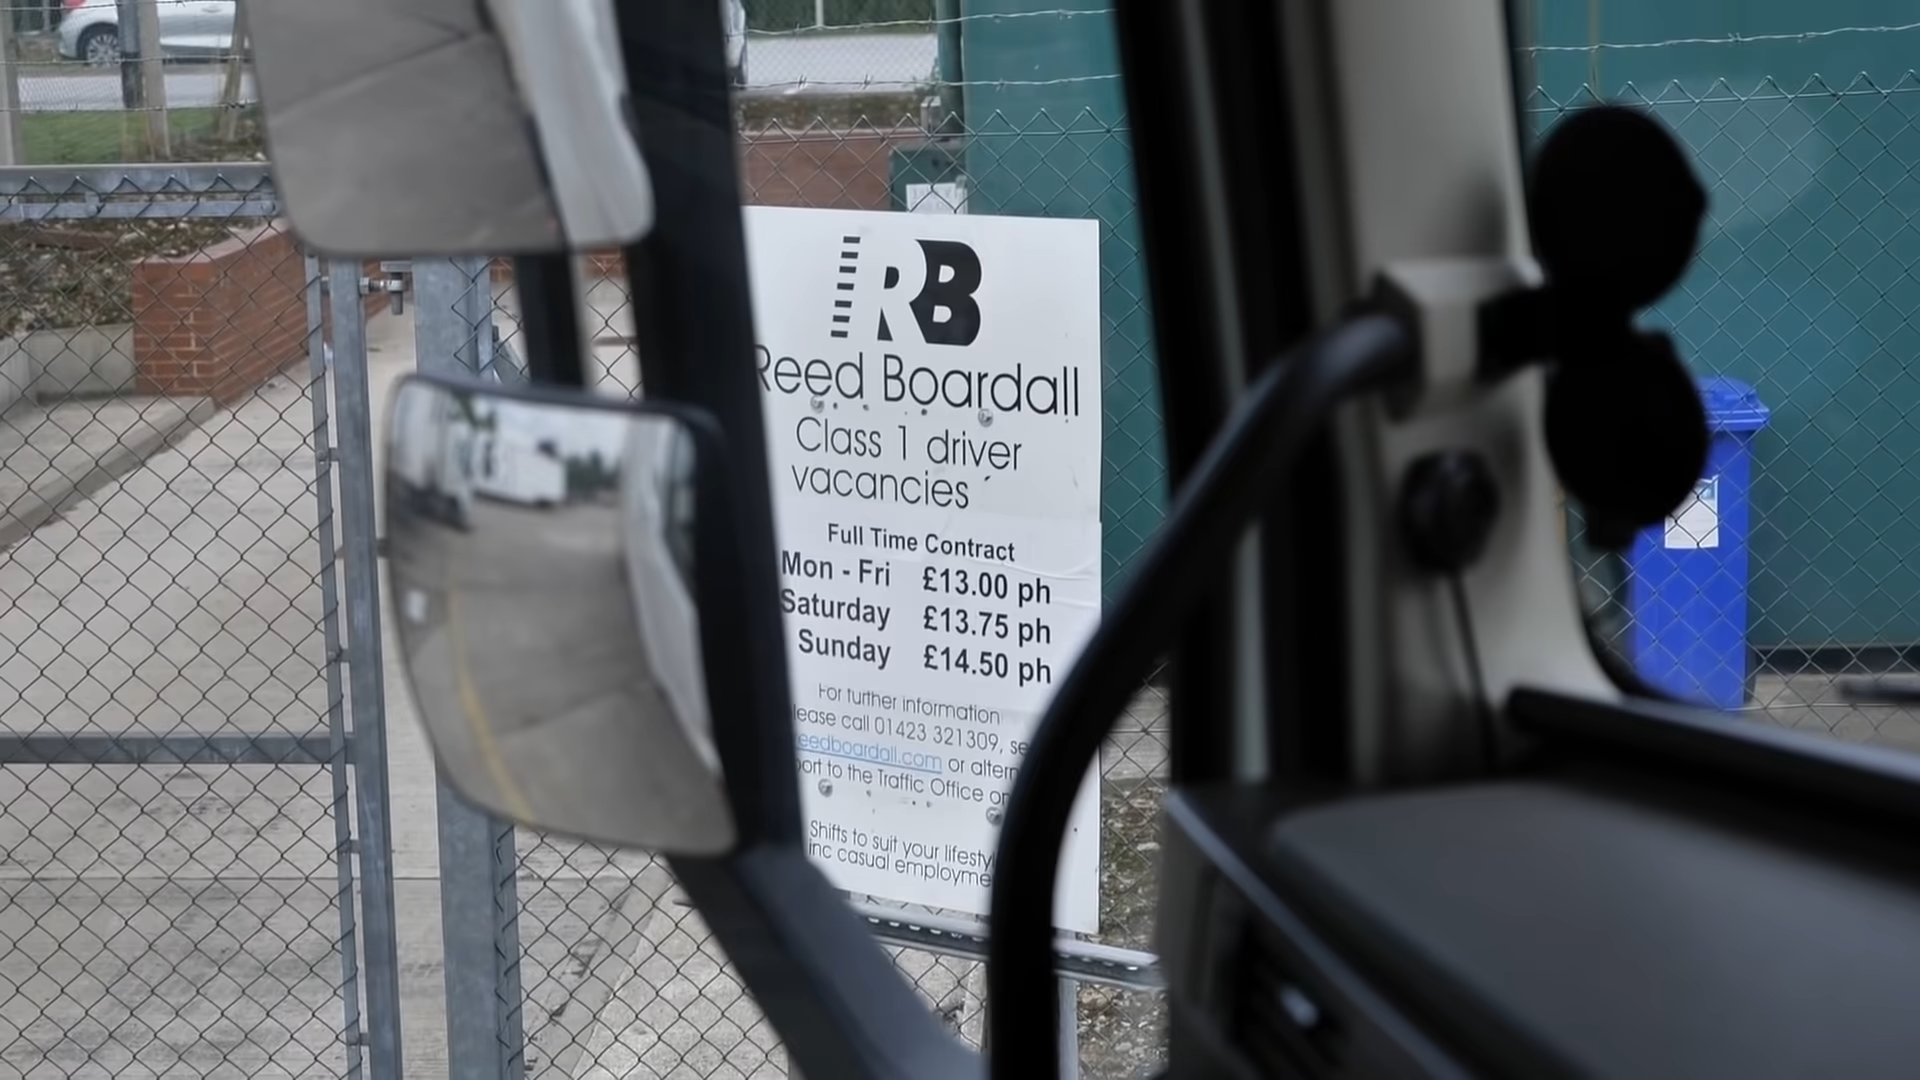 RB
Reed Boardall
Class 1 driver
vacancies
Full Time Contract
Mon - Fri £13.00 ph
Saturday £13.75 ph
Sunday £14.50 ph
For further information
lease call 01423 321309, se
eedboardall.com or altern
port to the Traffic Office or
Shifts to suit your lifesty
inc casual employme